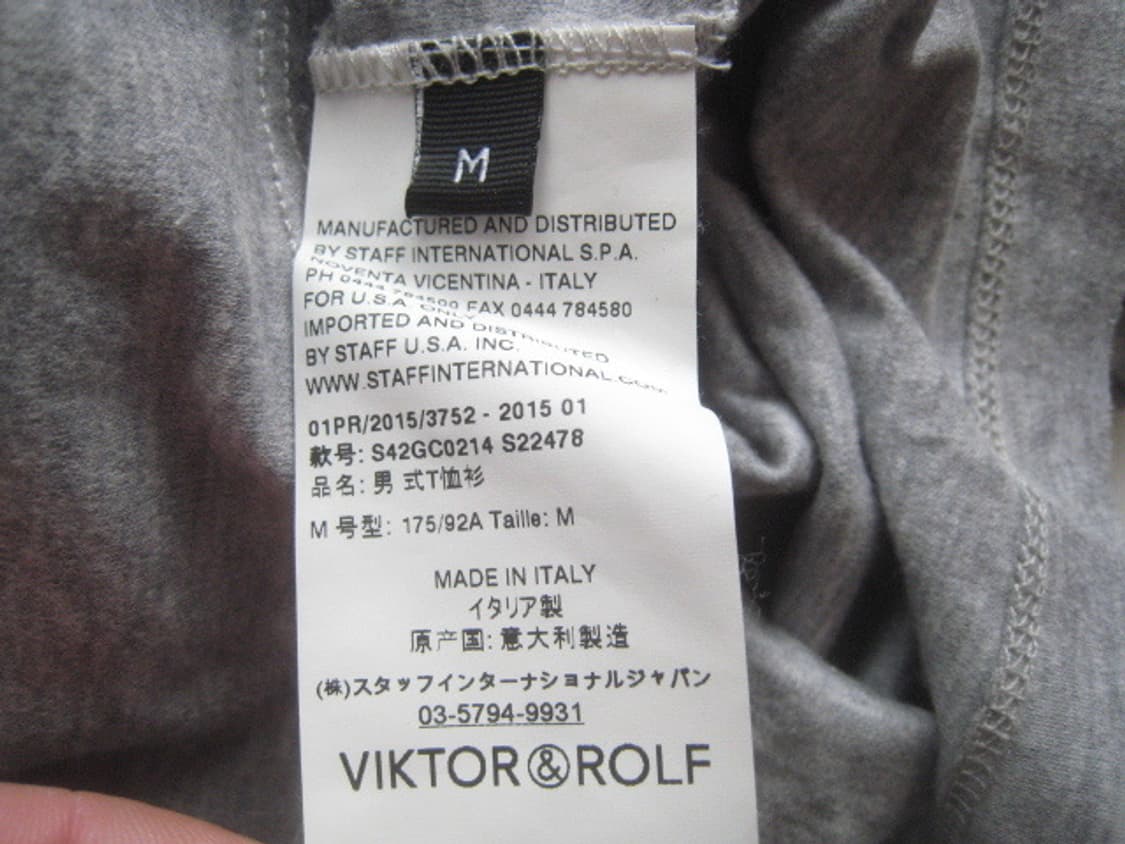 M
MANUFACTURED AND DISTRIBUTED
BY STAFF INTERNATIONAL S.P.A.
NOVENTA VICENTINA - ITALY
PH 0444 784500 FAX 0444 784580
FOR U.S.A ONLY
IMPORTED AND DISTRIBUTED
BY STAFF U.S.A. INC.
WWW.STAFFINTERNATIONAL.COM
01PR/2015/3752 - 2015 01
款号: S42GC0214 S22478
品名: 男 式T恤衫
M 号型: 175/92A Taille: M
MADE IN ITALY
イタリア製
原产国: 意大利製造
(株)スタッフインターナショナルジャパン
03-5794-9931
VIKTOR&ROLF